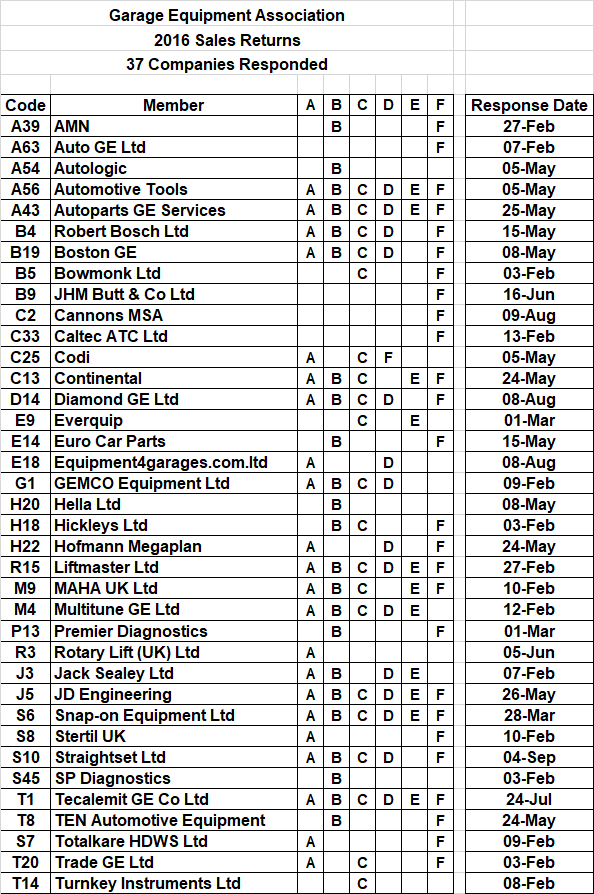 Garage Equipment Association
2016 Sales Returns
37 Companies Responded
Code Member A B C D E F Response Date
A39 AMN B F 27-Feb
A63 Auto GE Ltd F 07-Feb
A54 Autologic B 05-May
A56 Automotive Tools A B C D E F 05-May
A43 Autoparts GE Services A B C D E F 25-May
B4 Robert Bosch Ltd A B C D F 15-May
B19 Boston GE A B C D F 08-May
B5 Bowmonk Ltd C F 03-Feb
B9 JHM Butt & Co Ltd F 16-Jun
C2 Cannons MSA F 09-Aug
C33 Caltec ATC Ltd F 13-Feb
C25 Codi A C F 05-May
C13 Continental A B C E F 24-May
D14 Diamond GE Ltd A B C D F 08-Aug
E9 Everquip C E 01-Mar
E14 Euro Car Parts B F 15-May
E18 Equipment4garages.com.ltd A D 08-Aug
G1 GEMCO Equipment Ltd A B C D 09-Feb
H20 Hella Ltd B 08-May
H18 Hickleys Ltd B C F 03-Feb
H22 Hofmann Megaplan A D F 24-May
R15 Liftmaster Ltd A B C D E F 27-Feb
M9 MAHA UK Ltd A B C E F 10-Feb
M4 Multitune GE Ltd A B C D E 12-Feb
P13 Premier Diagnostics B F 01-Mar
R3 Rotary Lift (UK) Ltd A 05-Jun
J3 Jack Sealey Ltd A B D E 07-Feb
J5 JD Engineering A B C D E F 26-May
S6 Snap-on Equipment Ltd A B C D E F 28-Mar
S8 Stertil UK A F 10-Feb
S10 Straightset Ltd A B C D F 04-Sep
S45 SP Diagnostics B 03-Feb
T1 Tecalemit GE Co Ltd A B C D E F 24-Jul
T8 TEN Automotive Equipment B F 24-May
S7 Totalkare HDWS Ltd A F 09-Feb
T20 Trade GE Ltd A C F 03-Feb
T14 Turnkey Instruments Ltd C 08-Feb